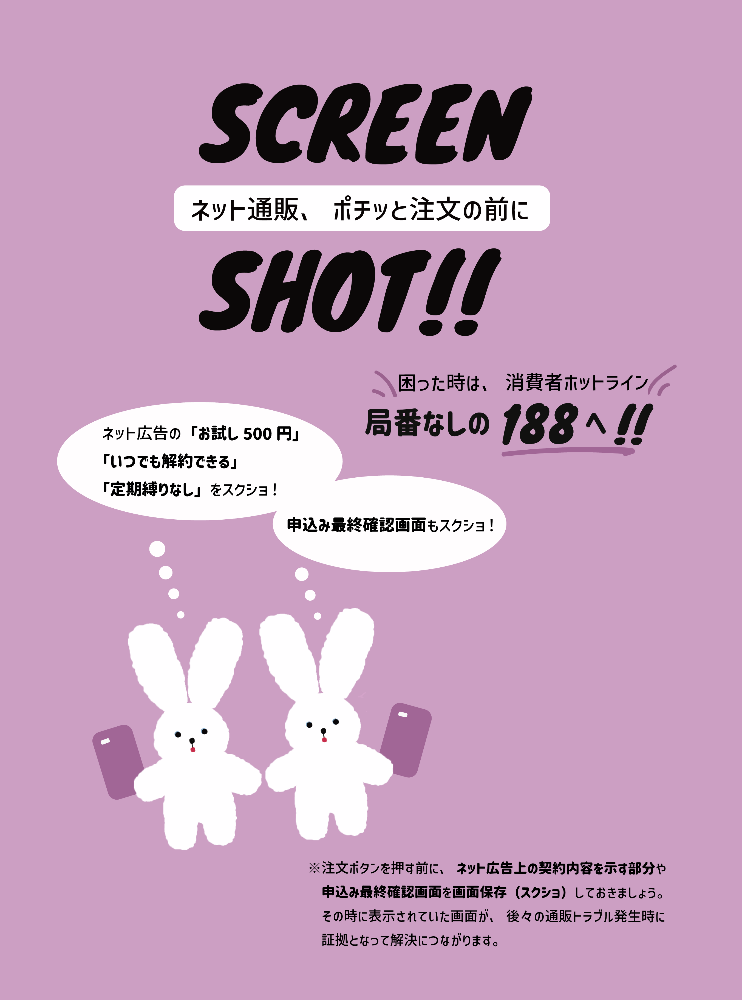 SCREEN
ネット通販、 ポチッと注文の前に
SHOT!!
困った時は、 消費者ホットライン
局番なしの 188 へ !!
ネット広告の「お試し 500 円」
「いつでも解約できる」
「定期縛りなし」をスクショ!
申込み最終確認画面もスクショ!
※注文ボタンを押す前に、 ネット広告上の契約内容を示す部分や
申込み最終確認画面を画面保存（スクショ）しておきましょう。
その時に表示されていた画面が、 後々の通販トラブル発生時に
証拠となって解決につながります。